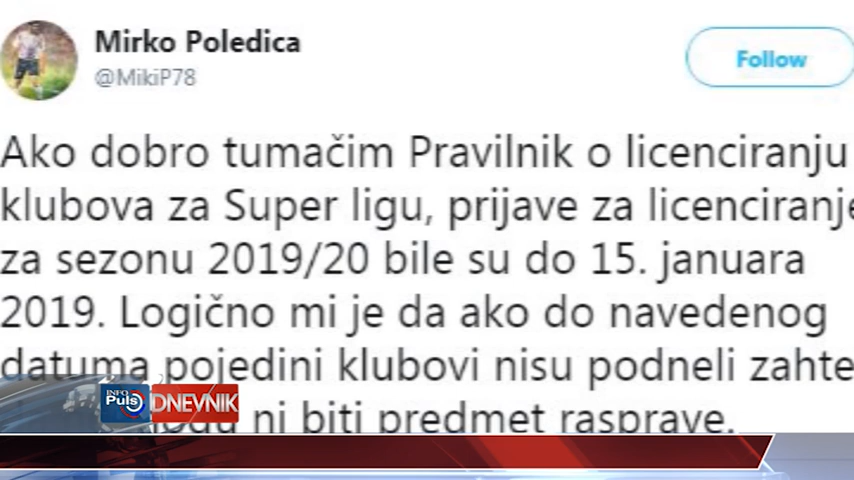 Mirko Poledica
@MikiP78
Follow
Ako dobro tumačim Pravilnik o licenciranju
klubova za Super ligu, prijave za licenciranje
za sezonu 2019/20 bile su do 15. januara
2019. Logično mi je da ako do navedenog
datuma pojedini klubovi nisu podneli zahte
ni biti predmet rasprave.
INFO
Puls
DNEVNIK